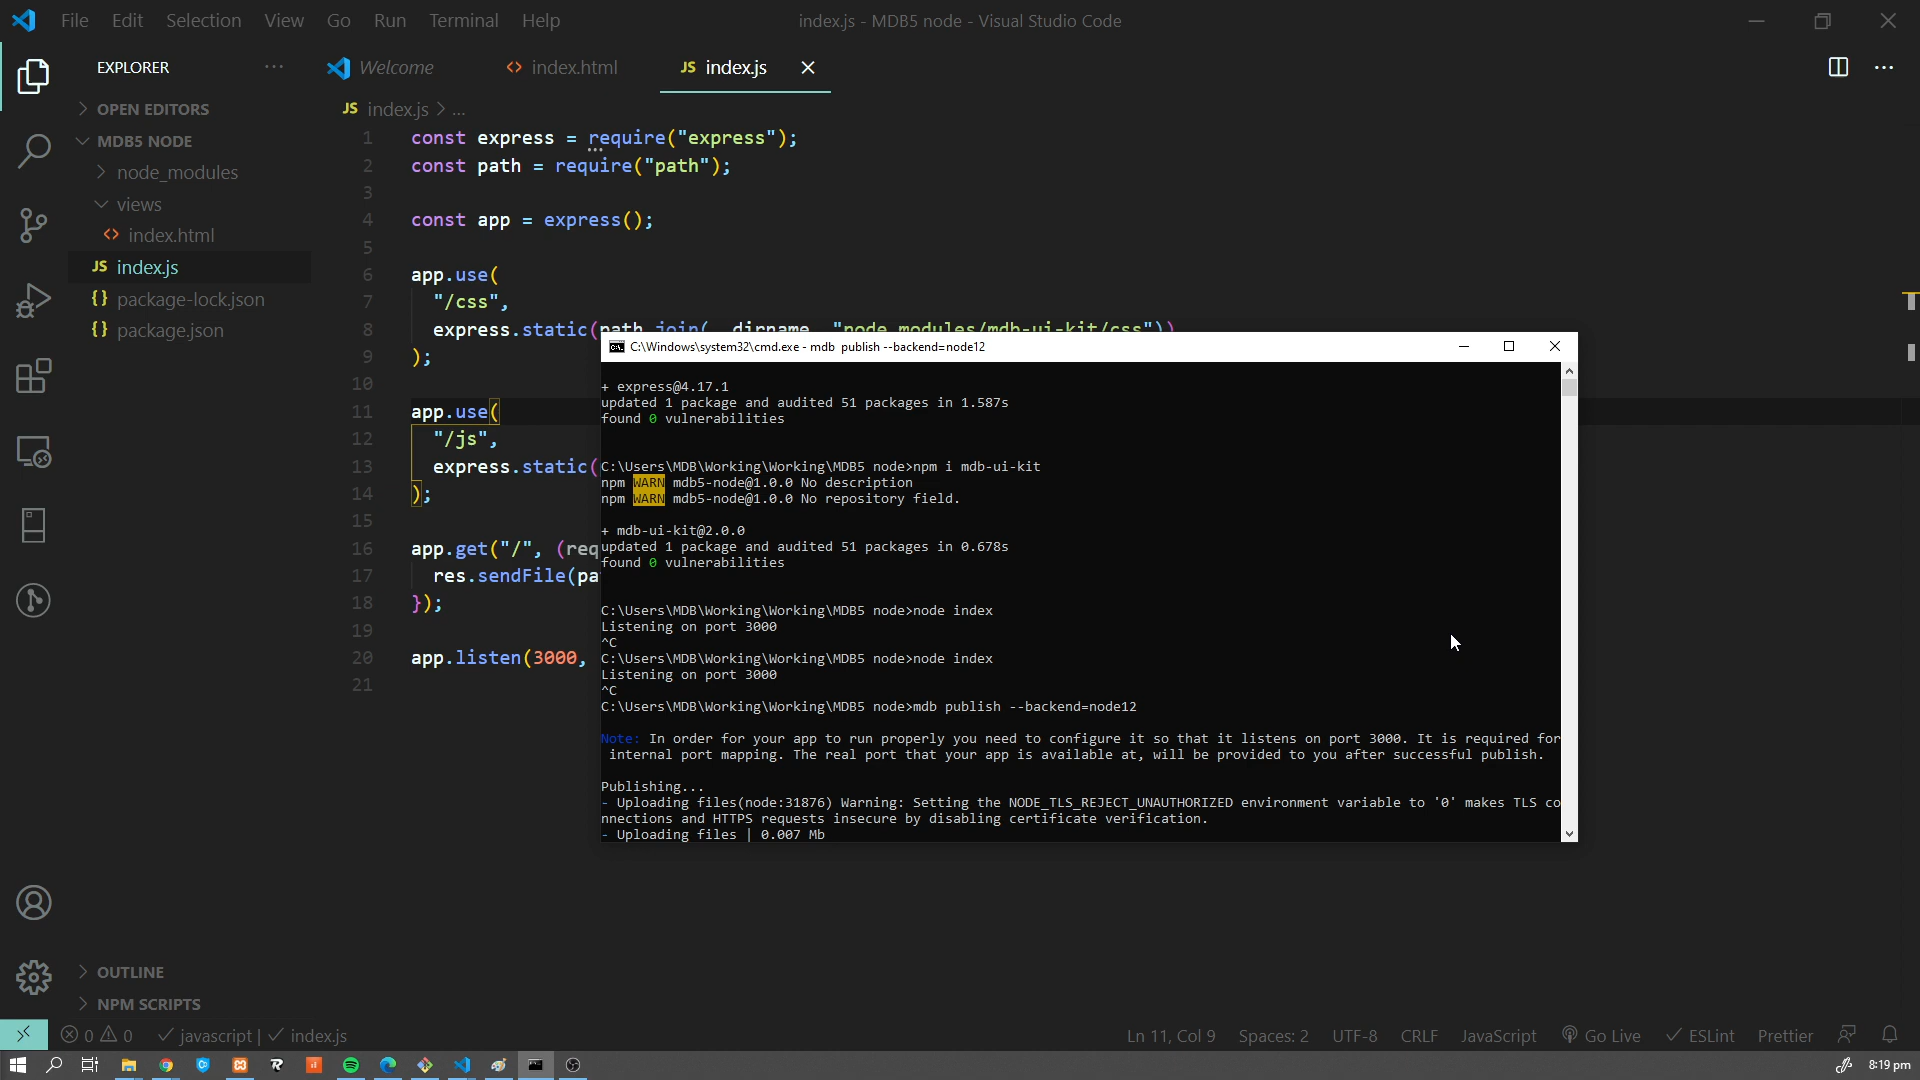 File Edit Selection View Go Run Terminal Help
index.js - MDB5 node - Visual Studio Code
EXPLORER
Welcome
index.html
JS index.js
OPEN EDITORS
MDB5 NODE
node_modules
views
index.html
JS index.js
{} package-lock.json
{} package.json
OUTLINE
NPM SCRIPTS
JS index.js > ...
1 const express = require("express");
2 const path = require("path");
3
4 const app = express();
5
6 app.use(
7 "/css",
8 express.static(path.join(__dirname, "node_modules/mdb-ui-kit/css"))
9 );
10
11 app.use(
12 "/js",
13 express.static(
14 );
15
16 app.get("/", (req
17 res.sendFile(pa
18 });
19
20 app.listen(3000,
21
C:\Windows\system32\cmd.exe - mdb publish --backend=node12
+ express@4.17.1
updated 1 package and audited 51 packages in 1.587s
found 0 vulnerabilities
C:\Users\MDB\Working\Working\MDB5 node>npm i mdb-ui-kit
npm WARN mdb5-node@1.0.0 No description
npm WARN mdb5-node@1.0.0 No repository field.
+ mdb-ui-kit@2.0.0
updated 1 package and audited 51 packages in 0.678s
found 0 vulnerabilities
C:\Users\MDB\Working\Working\MDB5 node>node index
Listening on port 3000
^C
C:\Users\MDB\Working\Working\MDB5 node>node index
Listening on port 3000
^C
C:\Users\MDB\Working\Working\MDB5 node>mdb publish --backend=node12
Note: In order for your app to run properly you need to configure it so that it listens on port 3000. It is required for
internal port mapping. The real port that your app is available at, will be provided to you after successful publish.
Publishing...
- Uploading files(node:31876) Warning: Setting the NODE_TLS_REJECT_UNAUTHORIZED environment variable to '0' makes TLS co
nnections and HTTPS requests insecure by disabling certificate verification.
- Uploading files | 0.007 Mb
0 0 javascript | index.js
Ln 11, Col 9 Spaces: 2 UTF-8 CRLF JavaScript Go Live ESLint Prettier
8:19 pm